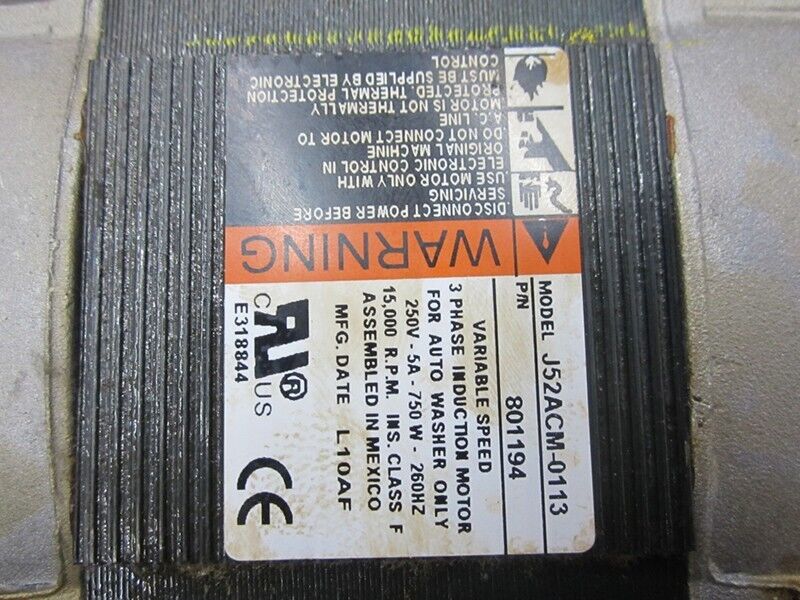 MODEL J52ACM-0113
P/N 801194
VARIABLE SPEED
3 PHASE INDUCTION MOTOR
FOR AUTO WASHER ONLY
250V - 5A - 750 W - 260HZ
15,000 R.P.M. INS. CLASS F
ASSEMBLED IN MEXICO
MFG. DATE L10AF
C UL ® US
E318844
CE
WARNING
.DISCONNECT POWER BEFORE
SERVICING
USE MOTOR ONLY WITH
ELECTRONIC CONTROL IN
ORIGINAL MACHINE
DO NOT CONNECT MOTOR TO
A.C. LINE
MOTOR IS NOT THERMALLY
PROTECTED. THERMAL PROTECTION
MUST BE SUPPLIED BY ELECTRONIC
CONTROL